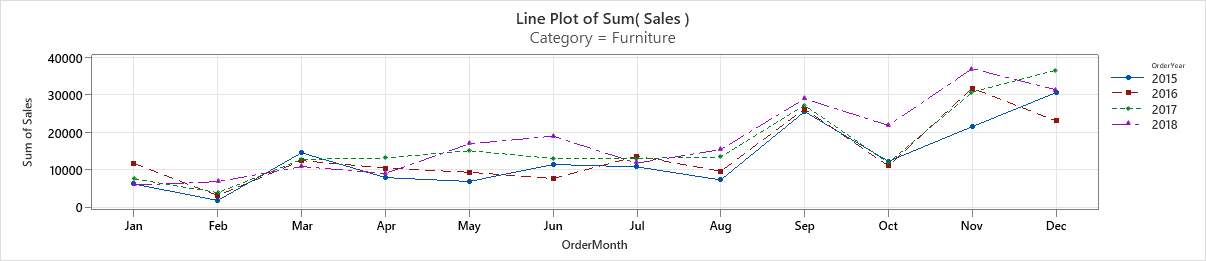 Line Plot of Sum( Sales )
Category = Furniture
Sum of Sales
40000
30000
20000
10000
0
Jan Feb Mar Apr May Jun Jul Aug Sep Oct Nov Dec
OrderMonth
OrderYear
2015
2016
2017
2018